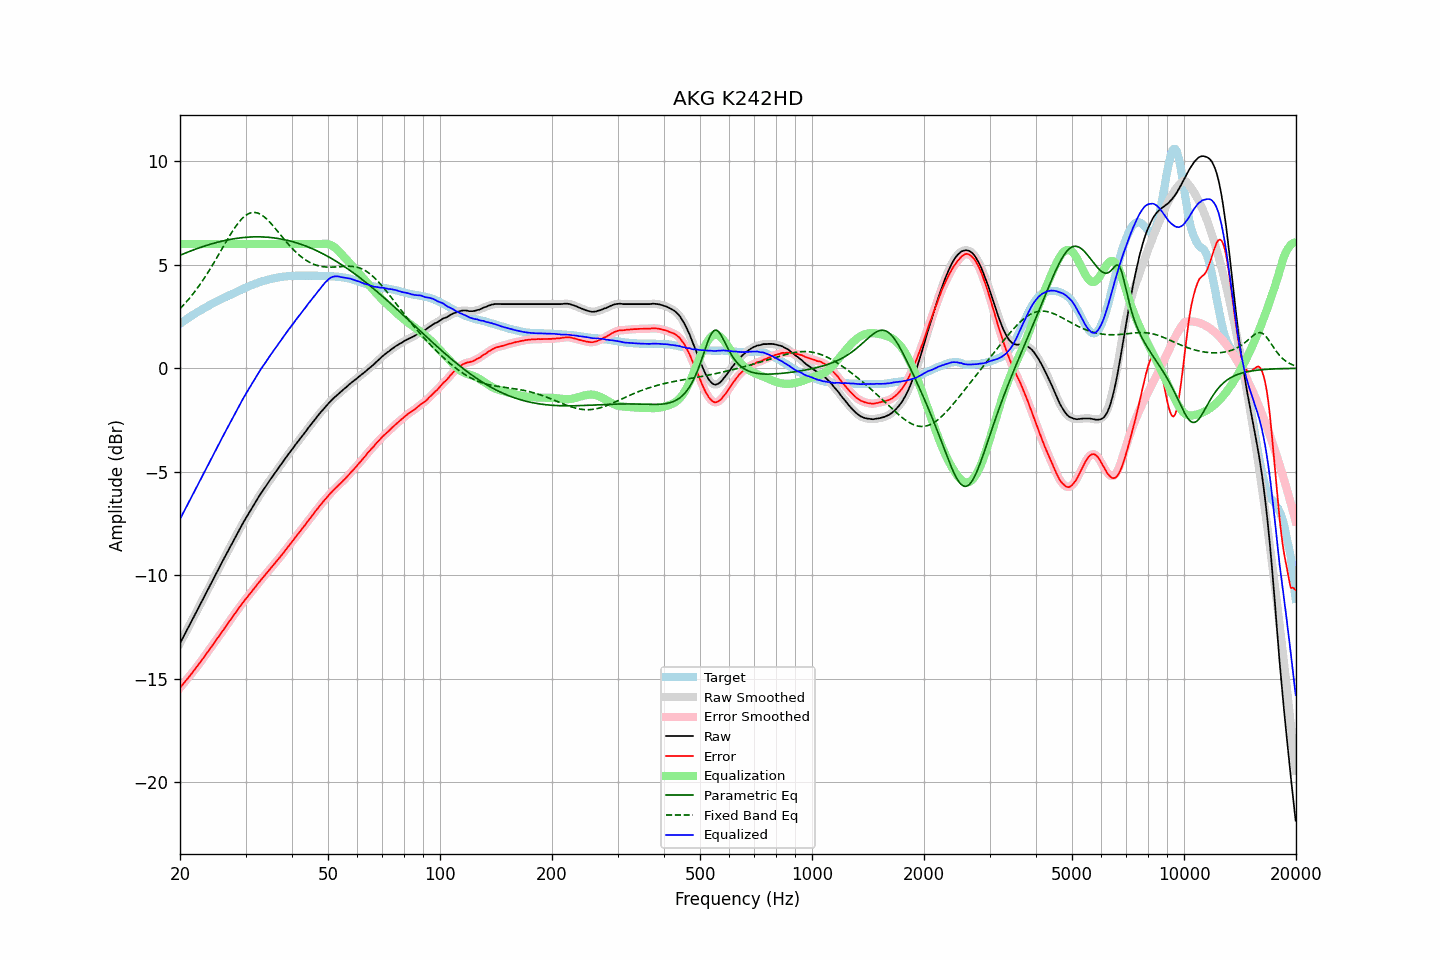 AKG K242HD
Amplitude (dBr)
10
5
0
−5
−10
−15
−20
20
50
100
200
500
1000
2000
5000
10000
20000
Frequency (Hz)
Target
Raw Smoothed
Error Smoothed
Raw
Error
Equalization
Parametric Eq
Fixed Band Eq
Equalized